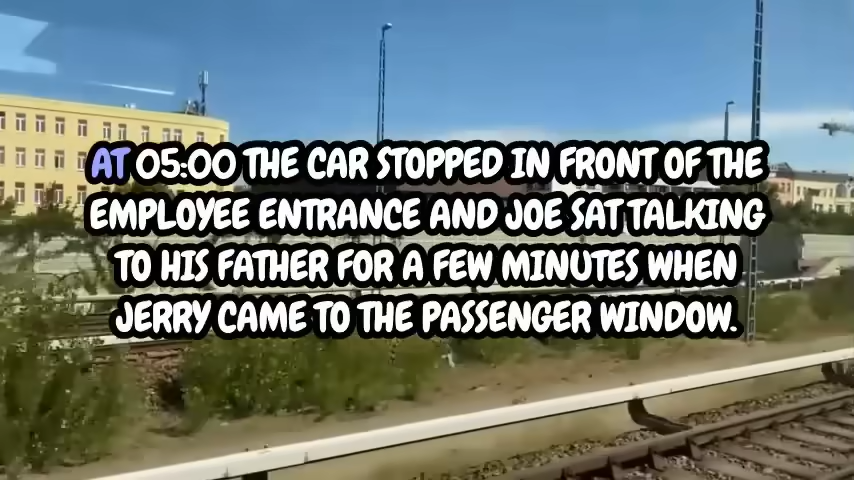 AT 05:00 THE CAR STOPPED IN FRONT OF THE
EMPLOYEE ENTRANCE AND JOE SAT TALKING
TO HIS FATHER FOR A FEW MINUTES WHEN
JERRY CAME TO THE PASSENGER WINDOW.